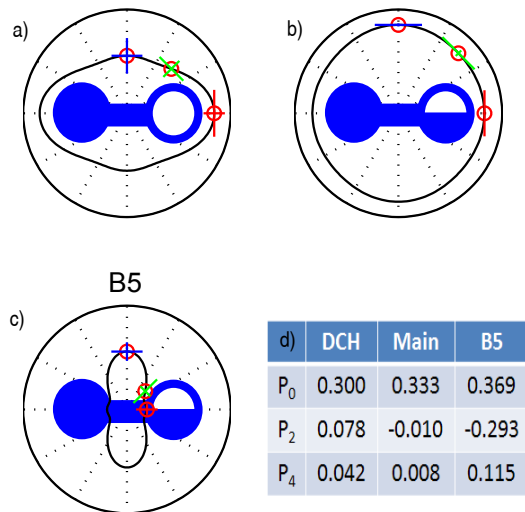 a)
b)
B5
c)
d) DCH Main B5
P0 0.300 0.333 0.369
P2 0.078 -0.010 -0.293
P4 0.042 0.008 0.115